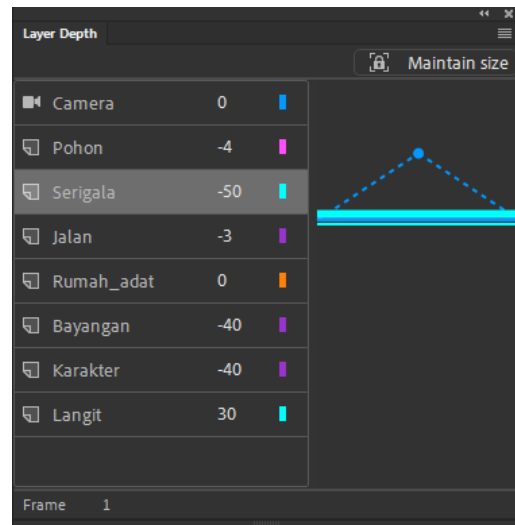 Layer Depth
Maintain size
Camera 0
Pohon -4
Serigala -50
Jalan -3
Rumah_adat 0
Bayangan -40
Karakter -40
Langit 30
Frame 1